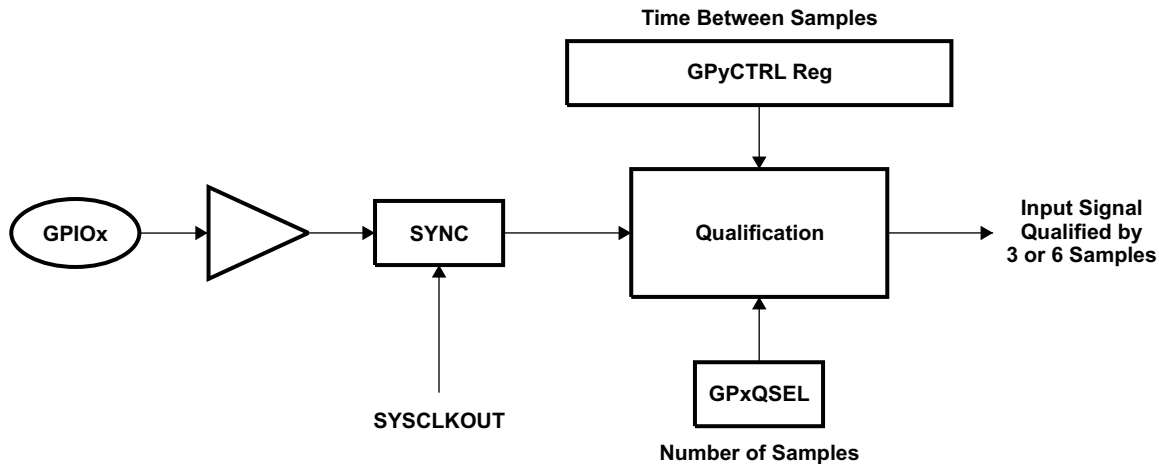 Time Between Samples
GPyCTRL Reg
GPIOx
SYNC
Qualification
Input Signal
Qualified by
3 or 6 Samples
GPxQSEL
SYSCLKOUT
Number of Samples